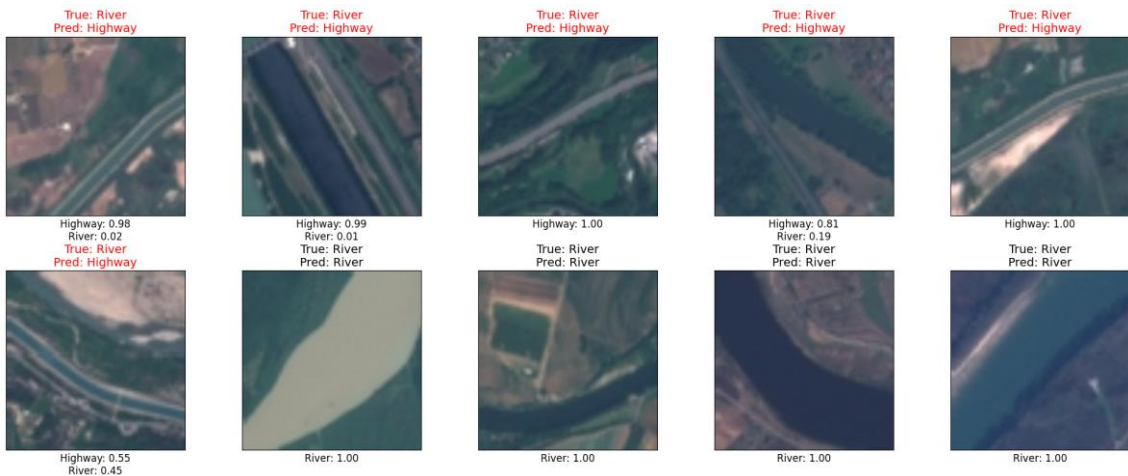 True: River
Pred: Highway
True: River
Pred: Highway
True: River
Pred: Highway
True: River
Pred: Highway
True: River
Pred: Highway
Highway: 0.98
River: 0.02
Highway: 0.99
River: 0.01
Highway: 1.00
Highway: 0.81
River: 0.19
Highway: 1.00
True: River
Pred: Highway
True: River
Pred: River
True: River
Pred: River
True: River
Pred: River
True: River
Pred: River
Highway: 0.55
River: 0.45
River: 1.00
River: 1.00
River: 1.00
River: 1.00